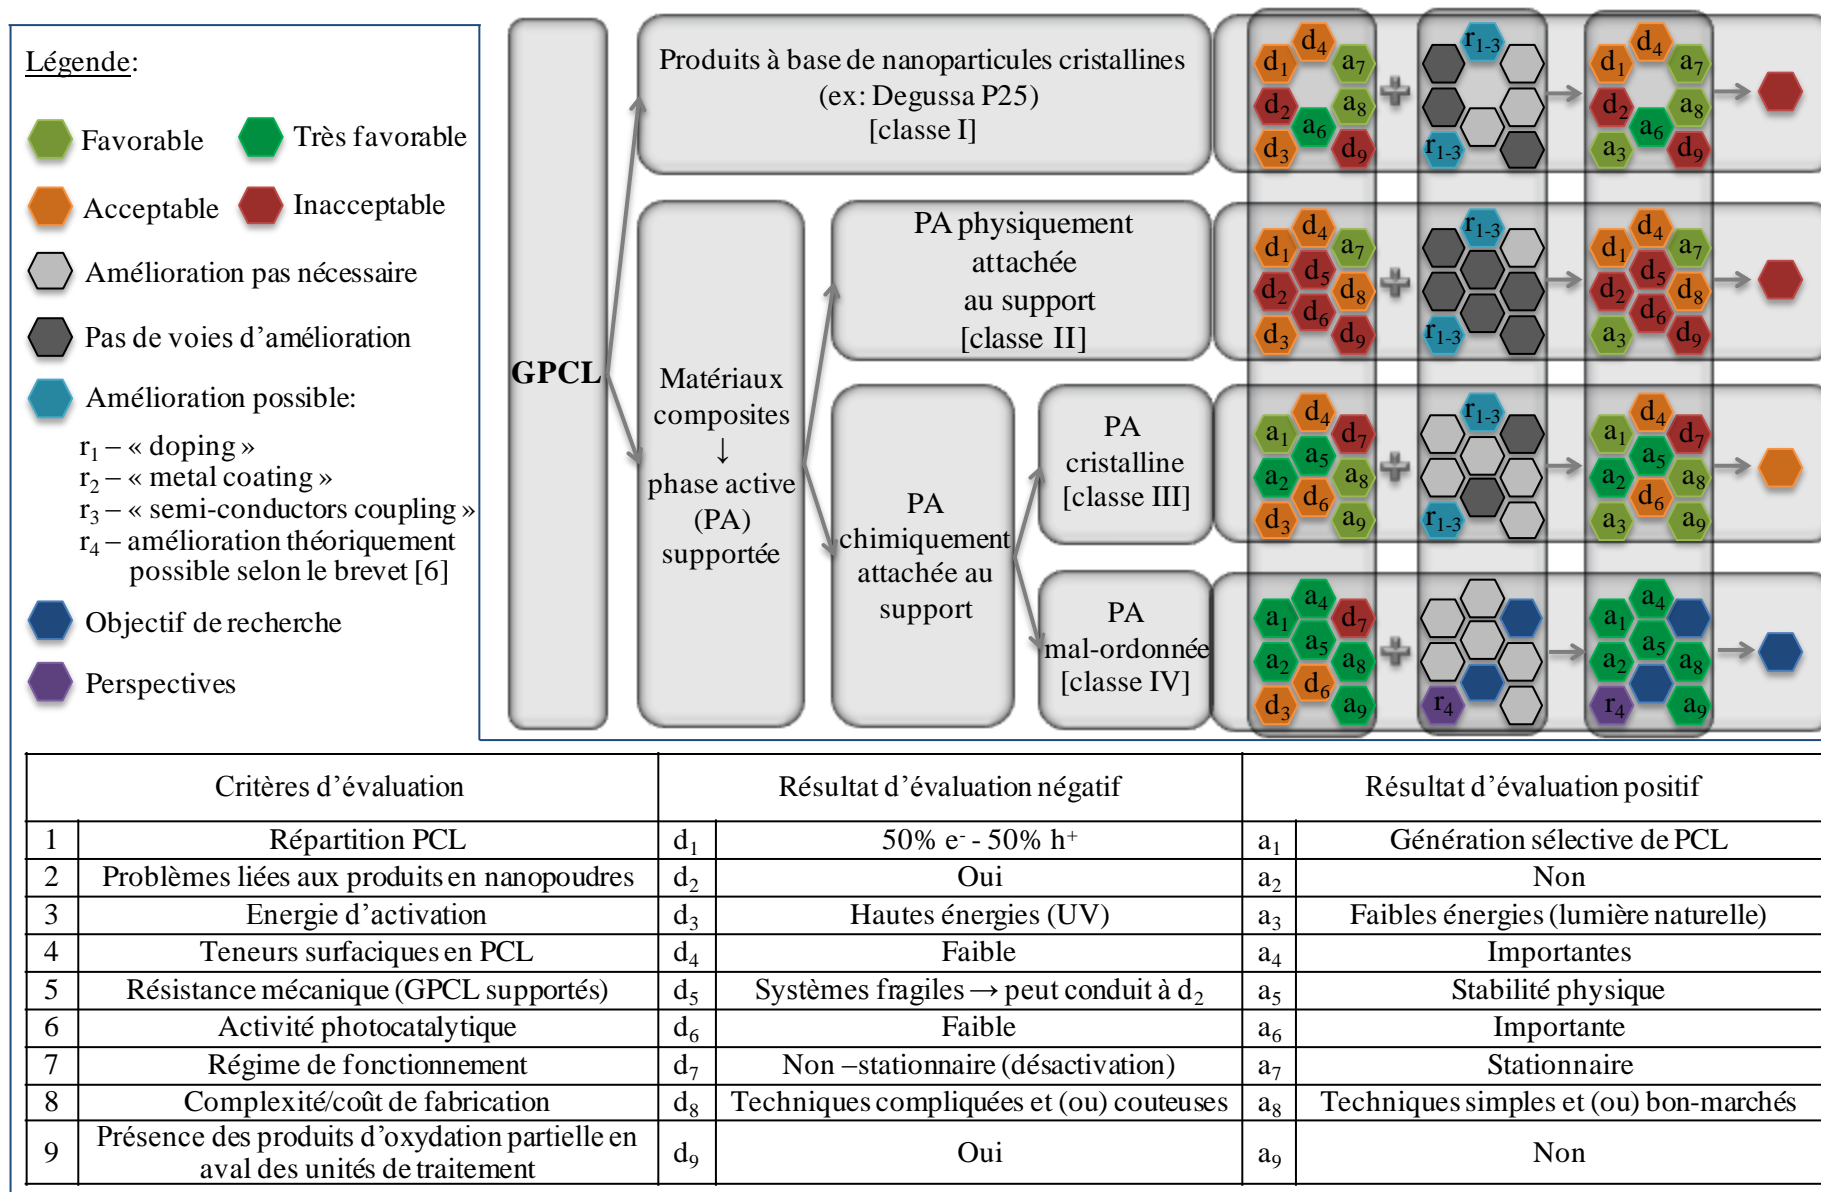 Légende:
Favorable
Très favorable
Acceptable
Inacceptable
Amélioration pas nécessaire
Pas de voies d’amélioration
Amélioration possible:
r1 – « doping »
r2 – « metal coating »
r3 – « semi-conductors coupling »
r4 – amélioration théoriquement
possible selon le brevet [6]
Objectif de recherche
Perspectives
GPCL
Produits à base de nanoparticules cristallines
(ex: Degussa P25)
[classe I]
Matériaux
composites
↓
phase active
(PA)
supportée
PA physiquement
attachée
au support
[classe II]
PA
chimiquement
attachée au
support
PA
cristalline
[classe III]
PA
mal-ordonnée
[classe IV]
d4
d1 a7
d2 a8
a6
d3 d9
r1-3
r1-3
d4
d1 a7
d2 a8
a6
a3 d9
d4
d1 a7
d5
d2 d8
d6
d3 d9
r1-3
r1-3
d4
d1 a7
d5
d2 d8
d6
a3 d9
d4
a1 d7
a5
a2 a8
d6
d3 a9
r1-3
r1-3
d4
a1 d7
a5
a2 a8
d6
a3 a9
a4
a1 d7
a5
a2 a8
d6
d3 a9
r4
a4
a1
a5
a2 a8
r4 a9
Critères d’évaluation Résultat d’évaluation négatif Résultat d’évaluation positif
1 Répartition PCL d1 50% e- - 50% h+ a1 Génération sélective de PCL
2 Problèmes liées aux produits en nanopoudres d2 Oui a2 Non
3 Energie d’activation d3 Hautes énergies (UV) a3 Faibles énergies (lumière naturelle)
4 Teneurs surfaciques en PCL d4 Faible a4 Importantes
5 Résistance mécanique (GPCL supportés) d5 Systèmes fragiles → peut conduit à d2 a5 Stabilité physique
6 Activité photocatalytique d6 Faible a6 Importante
7 Régime de fonctionnement d7 Non –stationnaire (désactivation) a7 Stationnaire
8 Complexité/coût de fabrication d8 Techniques compliquées et (ou) couteuses a8 Techniques simples et (ou) bon-marchés
9 Présence des produits d’oxydation partielle en
aval des unités de traitement d9 Oui a9 Non